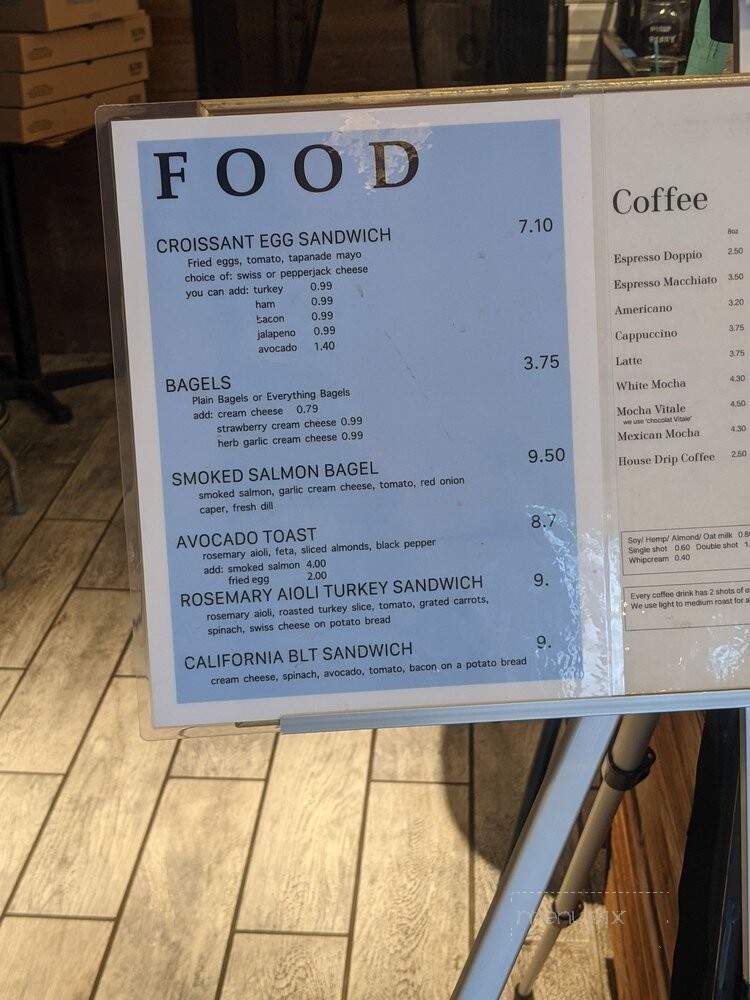 FOOD
CROISSANT EGG SANDWICH 7.10
Fried eggs, tomato, tapanade mayo
choice of: swiss or pepperjack cheese
you can add: turkey 0.99
ham 0.99
bacon 0.99
jalapeno 0.99
avocado 1.40
BAGELS 3.75
Plain Bagels or Everything Bagels
add: cream cheese 0.79
strawberry cream cheese 0.99
herb garlic cream cheese 0.99
SMOKED SALMON BAGEL 9.50
smoked salmon, garlic cream cheese, tomato, red onion
caper, fresh dill
AVOCADO TOAST 8.7
rosemary aioli, feta, sliced almonds, black pepper
add: smoked salmon 4.00
fried egg 2.00
ROSEMARY AIOLI TURKEY SANDWICH 9.
rosemary aioli, roasted turkey slice, tomato, grated carrots,
spinach, swiss cheese on potato bread
CALIFORNIA BLT SANDWICH 9.
cream cheese, spinach, avocado, tomato, bacon on a potato bread
Coffee
8oz
Espresso Doppio 2.50
Espresso Macchiato 3.50
Americano 3.20
Cappuccino 3.75
Latte 3.75
White Mocha 4.30
Mocha Vitale 4.50
we use 'chocolat Vitale'
Mexican Mocha 4.30
House Drip Coffee 2.50
Soy/ Hemp/ Almond/ Oat milk 0.8
Single shot 0.60 Double shot 1.
Whipcream 0.40
Every coffee drink has 2 shots of
We use light to medium roast for
menupix